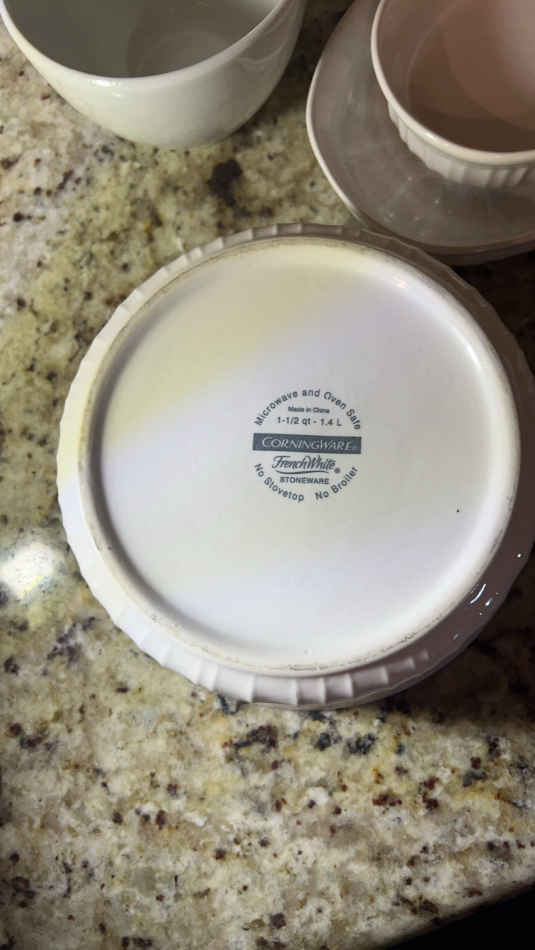 Microwave and Oven Safe
Made in China
1-1/2 qt - 1.4 L
CORNINGWARE®
French White®
STONEWARE
No Stovetop No Broiler